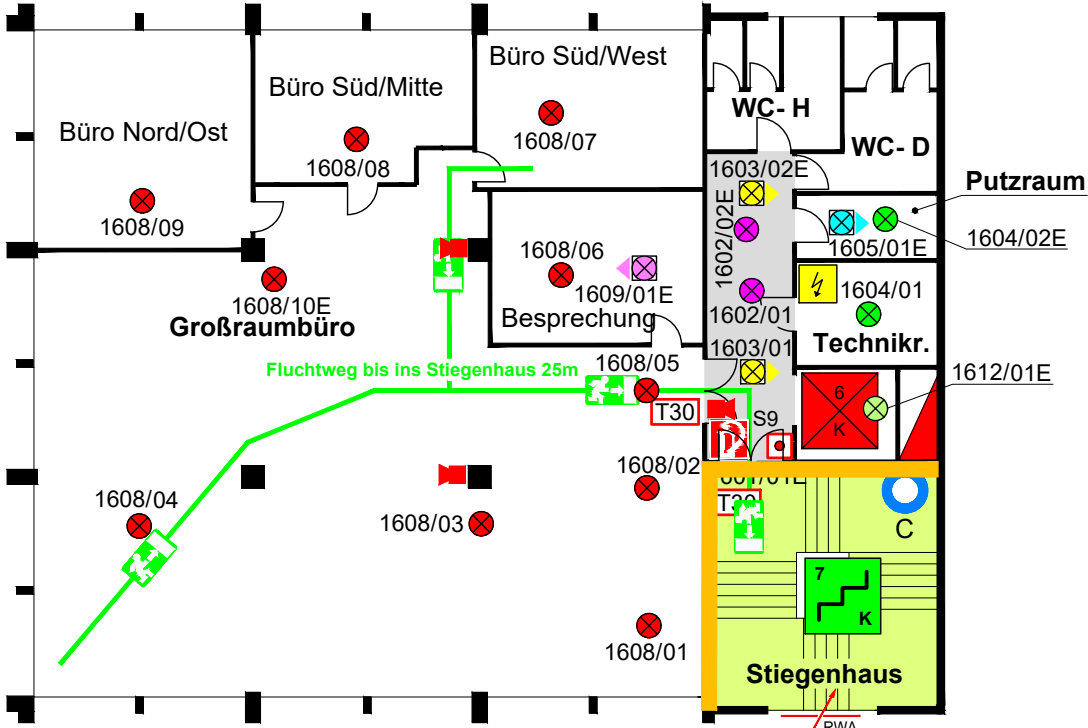 Büro Süd/West
Büro Süd/Mitte
Büro Nord/Ost
1608/07
1608/08
1608/09
WC- H
WC- D
1603/02E
1602/02E
Putzraum
1604/02E
1605/01E
1608/06
1609/01E
Besprechung
1608/10E
Großraumbüro
1602/01
1604/01
Technikr.
1603/01
1608/05
Fluchtweg bis ins Stiegenhaus 25m
1612/01E
T30
S9
6
K
1608/02
T30
1608/04
1608/03
C
7
K
1608/01
Stiegenhaus
RWA